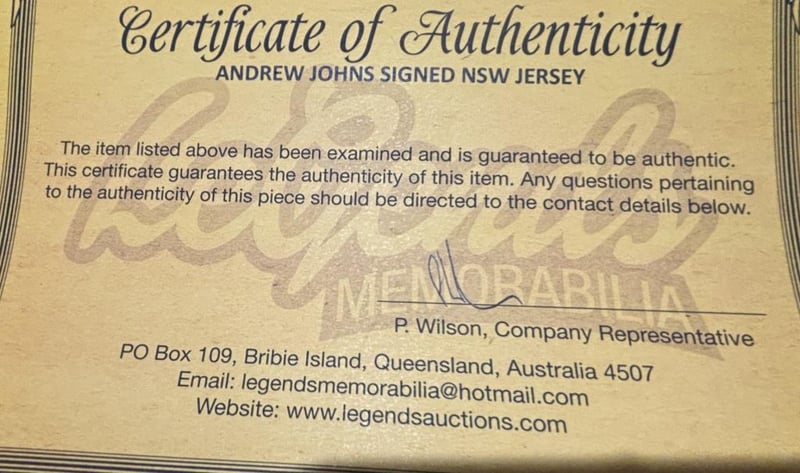 Certificate of Authenticity
ANDREW JOHNS SIGNED NSW JERSEY
Legends
MEMORABILIA
The item listed above has been examined and is guaranteed to be authentic.
This certificate guarantees the authenticity of this item. Any questions pertaining
to the authenticity of this piece should be directed to the contact details below.
P. Wilson, Company Representative
PO Box 109, Bribie Island, Queensland, Australia 4507
Email: legendsmemorabilia@hotmail.com
Website: www.legendsauctions.com